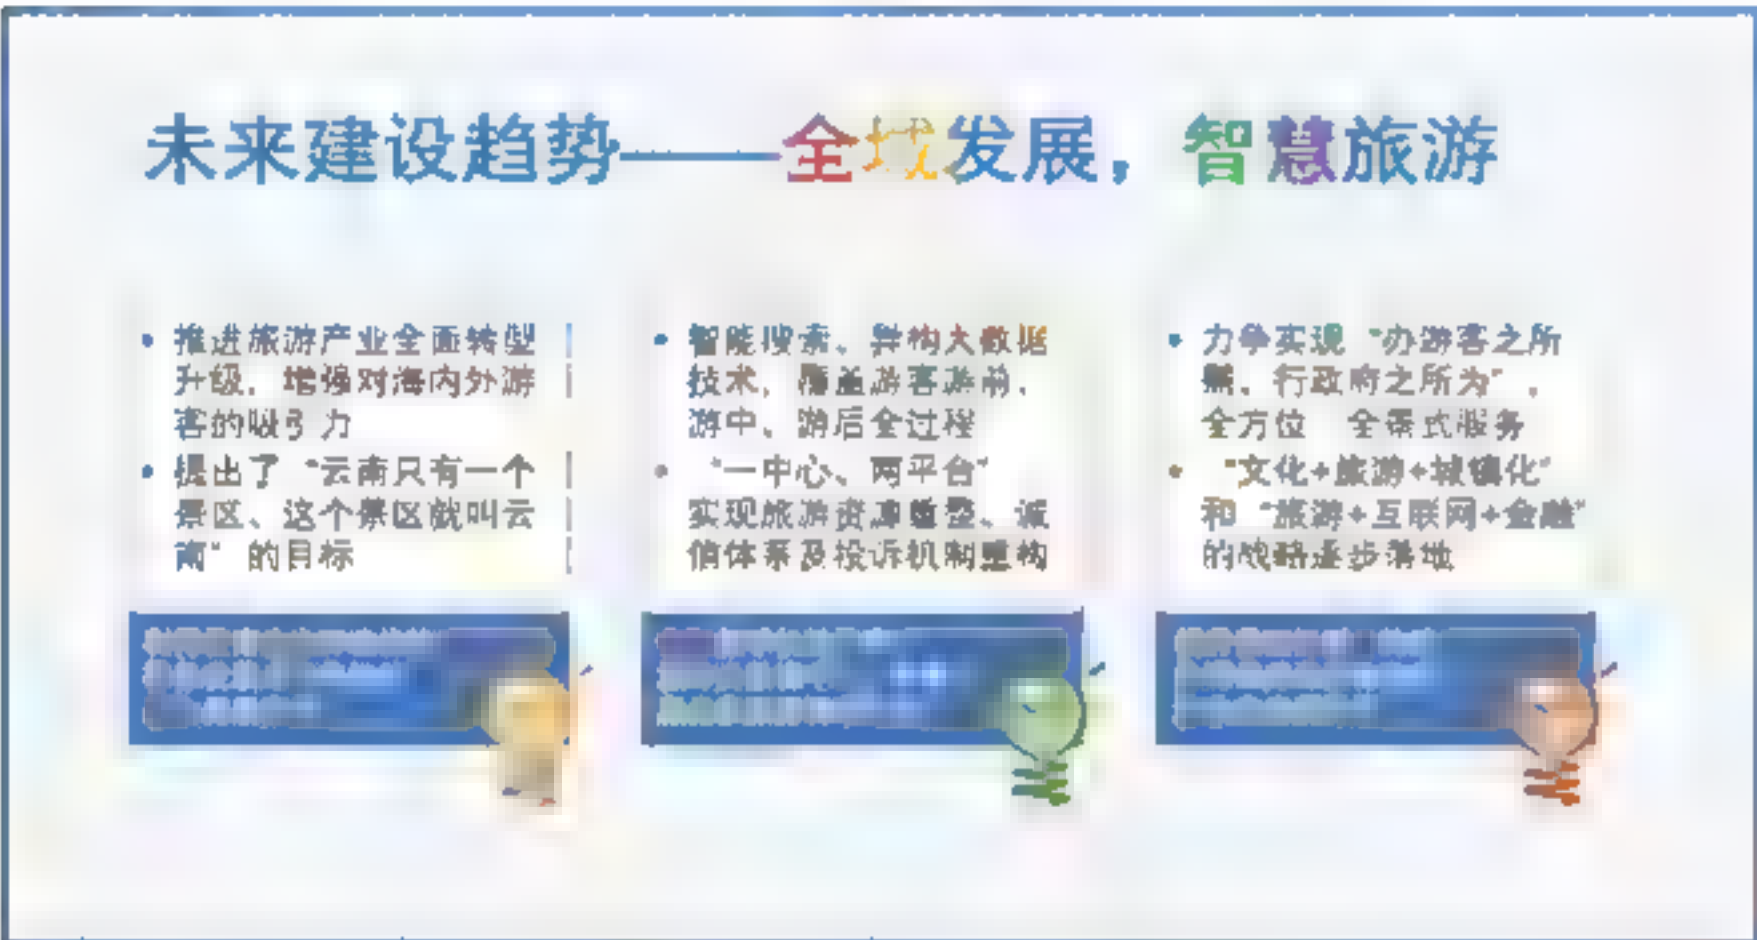 未来建设趋势——全域发展，智慧旅游
• 推进旅游产业全面转型
升级，增强对海内外游
客的吸引力
• 提出了“云南只有一个
景区、这个景区就叫云
南”的目标
• 智能搜索、异构大数据
技术，覆盖游客游前、
游中、游后全过程
• “一中心、两平台”
实现旅游资源重塑、诚
信体系及投诉机制重构
• 力争实现“办游客之所
，行政府之所为”，
全方位 全 式服务
• “文化+旅游+城镇化”
和“旅游+互联网+金融”
的战略逐步落地